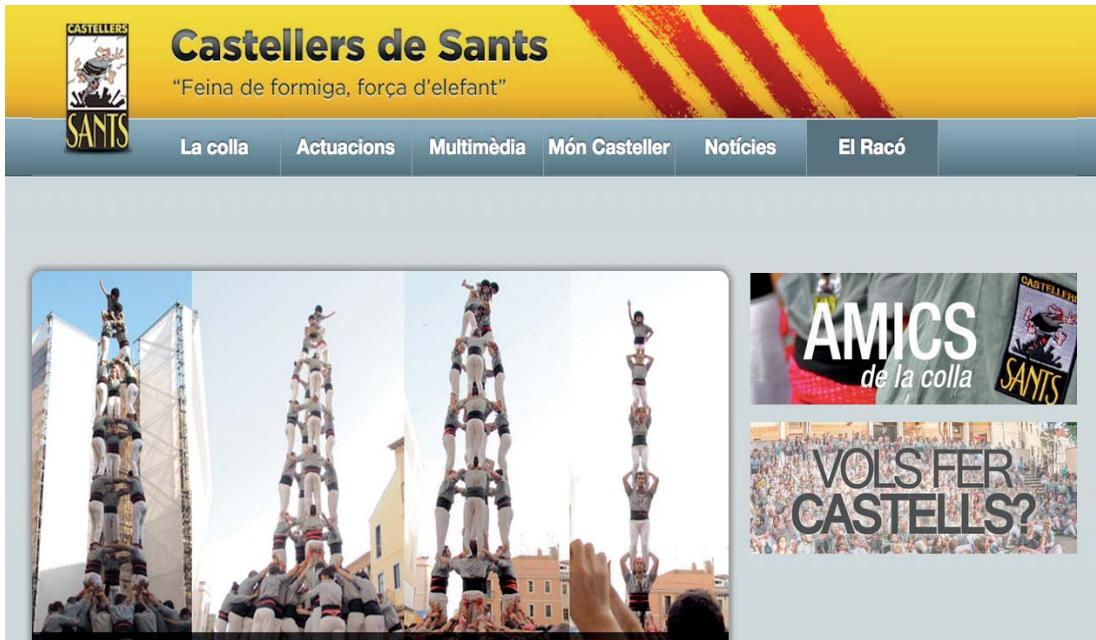 CASTELLERS
SANTS
Castellers de Sants
“Feina de formiga, força d’elefant”
La colla
Actuacions
Multimèdia
Món Casteller
Notícies
El Racó
AMICS
de la colla
CASTELLERS
SANTS
VOLS FER
CASTELLS?